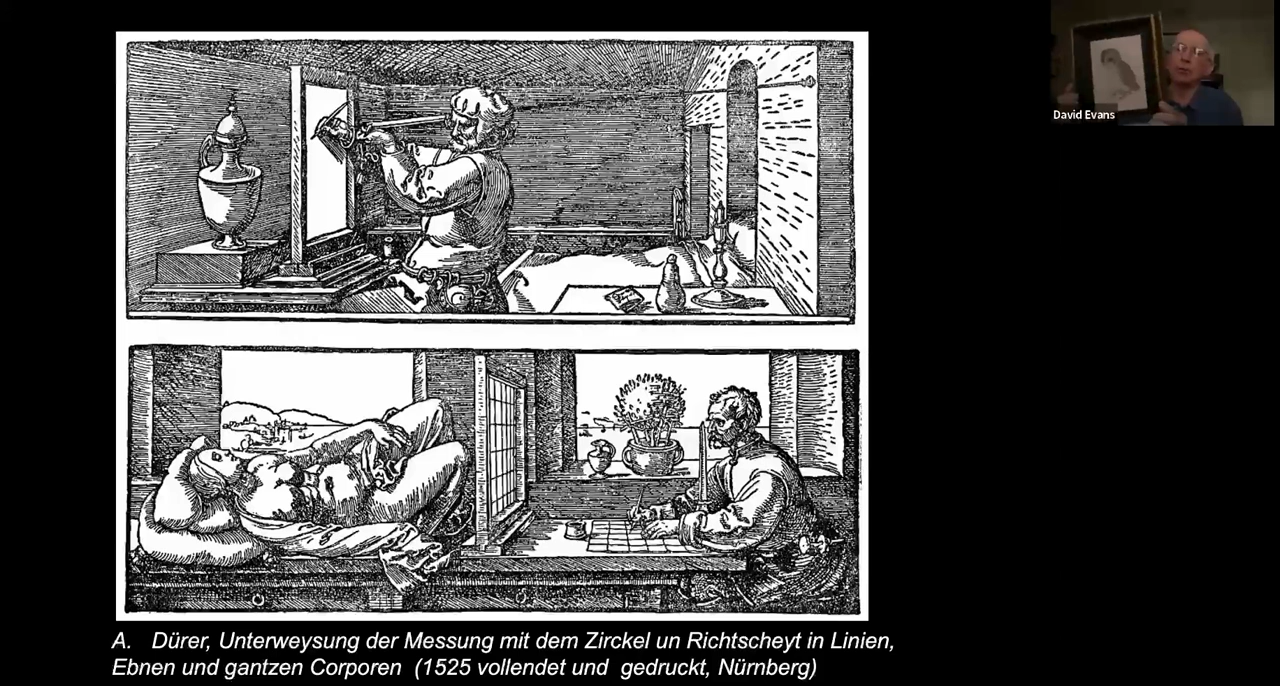 David Evans
A. Dürer, Unterweysung der Messung mit dem Zirckel un Richtscheyt in Linien,
Ebnen und gantzen Corporen (1525 vollendet und gedruckt, Nürnberg)